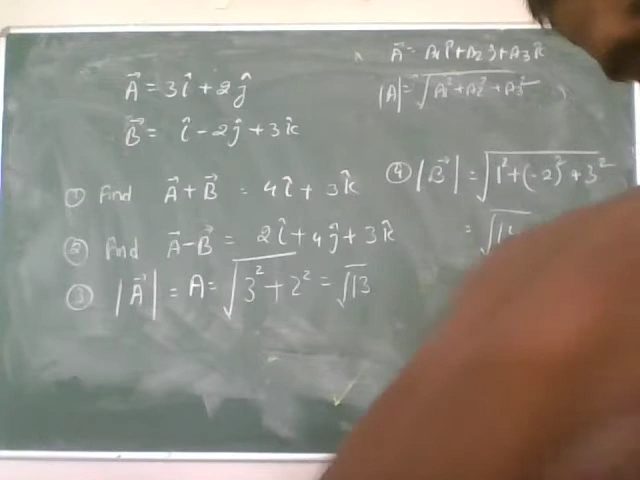 A⃗ = A₁î + A₂ĵ + A₃k̂
|A| = √(A₁² + A₂² + A₃²)
A⃗ = 3î + 2ĵ
B⃗ = î - 2ĵ + 3k̂
① Find A⃗ + B⃗ = 4î + 3k̂
② Find A⃗ - B⃗ = 2î + 4ĵ + 3k̂
③ |A⃗| = A = √(3² + 2²) = √13
④ |B⃗| = √(1² + (-2)² + 3²)
= √14